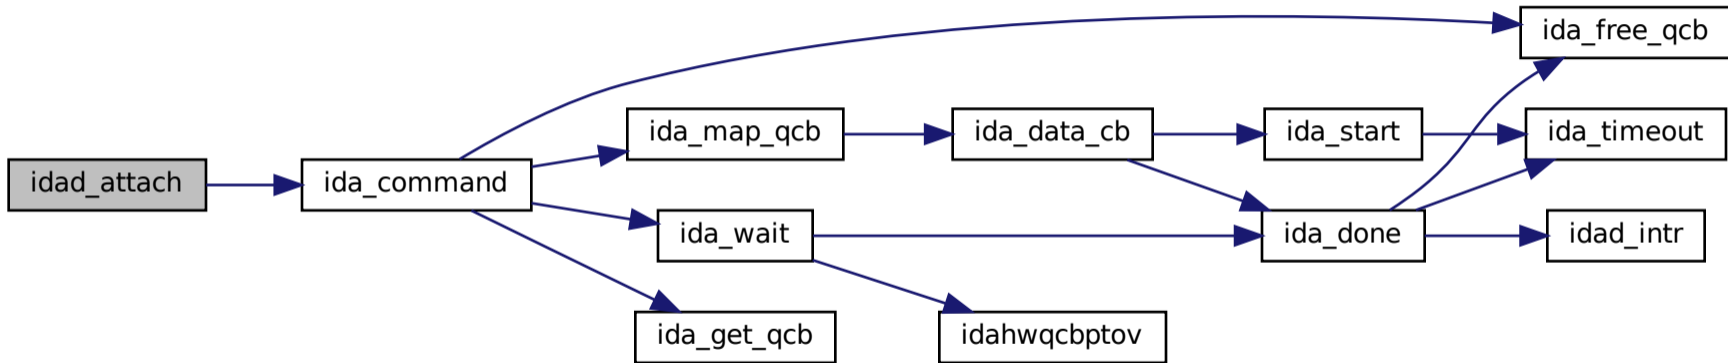 ida_free_qcb
ida_map_qcb
ida_data_cb
ida_start
ida_timeout
idad_attach
ida_command
ida_wait
ida_done
idad_intr
ida_get_qcb
idahwqcbptov